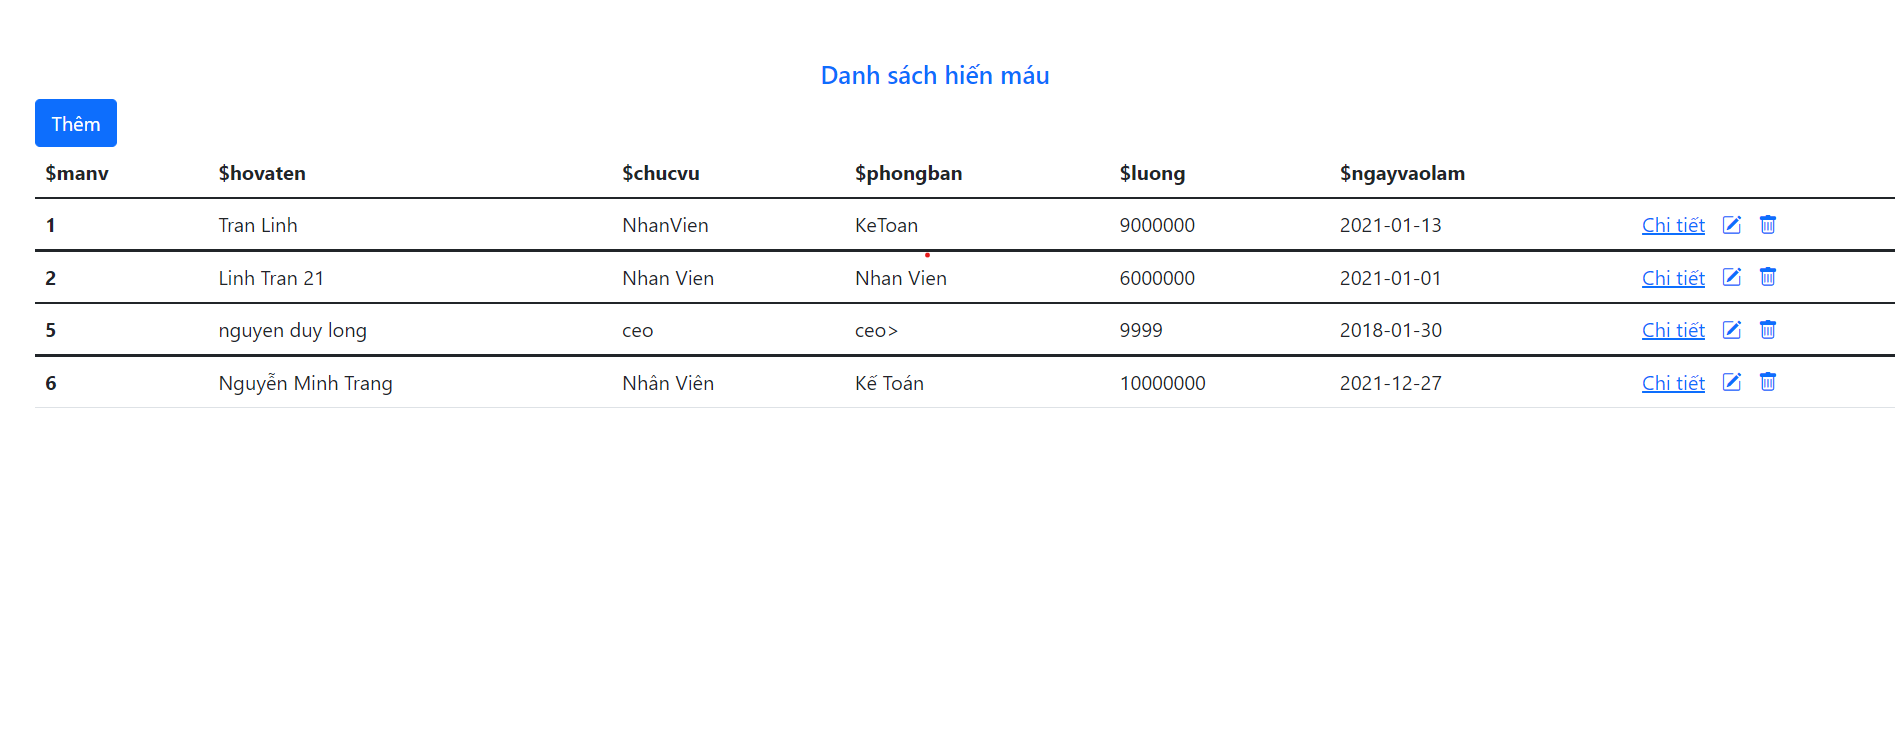 Danh sách hiến máu
Thêm
$manv $hovaten $chucvu $phongban $luong $ngayvaolam
1 Tran Linh NhanVien KeToan 9000000 2021-01-13 Chi tiết
2 Linh Tran 21 Nhan Vien Nhan Vien 6000000 2021-01-01 Chi tiết
5 nguyen duy long ceo ceo> 9999 2018-01-30 Chi tiết
6 Nguyễn Minh Trang Nhân Viên Kế Toán 10000000 2021-12-27 Chi tiết